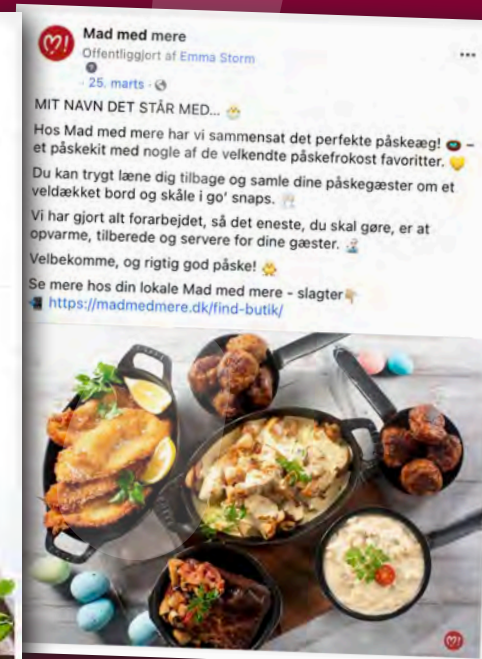 Mad med mere
Offentliggjort af Emma Storm
25. marts ·
MIT NAVN DET STÅR MED... 🐣
Hos Mad med mere har vi sammensat det perfekte påskeæg! –
et påskekit med nogle af de velkendte påskefrokost favoritter. 💛
Du kan trygt læne dig tilbage og samle dine påskegæster om et
veldækket bord og skåle i go' snaps.
Vi har gjort alt forarbejdet, så det eneste, du skal gøre, er at
opvarme, tilberede og servere for dine gæster.
Velbekomme, og rigtig god påske! 🐥
Se mere hos din lokale Mad med mere - slagter👇
📲 https://madmedmere.dk/find-butik/